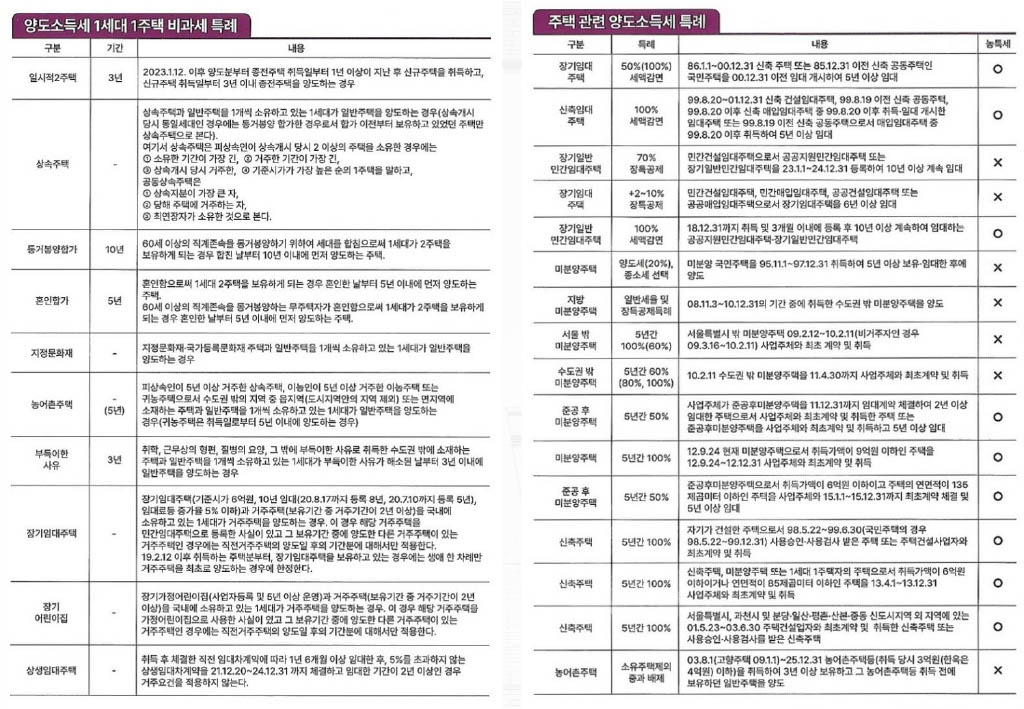 양도소득세 1세대 1주택 비과세 특례
구분 기간 내용
일시적2주택 3년
2023.1.12. 이후 양도분부터 종전주택 취득일부터 1년 이상이 지난 후 신규주택을 취득하고,
신규주택 취득일부터 3년 이내 종전주택을 양도하는 경우
상속주택 -
상속주택과 일반주택을 1개씩 소유하고 있는 1세대가 일반주택을 양도하는 경우(상속개시
당시 동일세대인 경우에는 동거봉양 합가한 경우로서 합가 이전부터 보유하고 있었던 주택만
상속주택으로 본다).
여기서 상속주택은 피상속인이 상속개시 당시 2 이상의 주택을 소유한 경우에는
① 소유한 기간이 가장 긴, ② 거주한 기간이 가장 긴,
③ 상속개시 당시 거주한, ④ 기준시가가 가장 높은 순의 1주택을 말하고,
공동상속주택은
① 상속지분이 가장 큰 자,
② 당해 주택에 거주하는 자,
③ 최연장자가 소유한 것으로 본다.
동거봉양합가 10년
60세 이상의 직계존속을 동거봉양하기 위하여 세대를 합침으로써 1세대가 2주택을
보유하게 되는 경우 합친 날부터 10년 이내에 먼저 양도하는 주택.
혼인합가 5년
혼인함으로써 1세대 2주택을 보유하게 되는 경우 혼인한 날부터 5년 이내에 먼저 양도하는
주택.
60세 이상의 직계존속을 동거봉양하는 무주택자가 혼인함으로써 1세대가 2주택을 보유하게
되는 경우 혼인한 날부터 5년 이내에 먼저 양도하는 주택.
지정문화재 -
지정문화재·국가등록문화재 주택과 일반주택을 1개씩 소유하고 있는 1세대가 일반주택을
양도하는 경우
농어촌주택 - (5년)
피상속인이 5년 이상 거주한 상속주택, 이농인이 5년 이상 거주한 이농주택 또는
귀농주택으로서 수도권 밖의 지역 중 읍지역(도시지역안의 지역 제외) 또는 면지역에
소재하는 주택과 일반주택을 1개씩 소유하고 있는 1세대가 일반주택을 양도하는
경우(귀농주택은 취득일로부터 5년 이내에 양도하는 경우)
부득이한 사유 3년
취학, 근무상의 형편, 질병의 요양, 그 밖에 부득이한 사유로 취득한 수도권 밖에 소재하는
주택과 일반주택을 1개씩 소유하고 있는 1세대가 부득이한 사유가 해소된 날부터 3년 이내에
일반주택을 양도하는 경우
장기임대주택 -
장기임대주택(기준시가 6억원, 10년 임대(20.8.17까지 등록 8년, 20.7.10까지 등록 5년),
임대료등 증가율 5% 이하)과 거주주택(보유기간 중 거주기간이 2년 이상)을 국내에
소유하고 있는 1세대가 거주주택을 양도하는 경우. 이 경우 해당 거주주택을
민간임대주택으로 등록한 사실이 있고 그 보유기간 중에 양도한 다른 거주주택이 있는
거주주택인 경우에는 직전거주주택의 양도일 후의 기간분에 대해서만 적용한다.
19.2.12 이후 취득하는 주택분부터, 장기임대주택을 보유하고 있는 경우에는 생애 한 차례만
거주주택을 최초로 양도하는 경우에 한정한다.
장기 어린이집 -
장기가정어린이집(사업자등록 및 5년 이상 운영)과 거주주택(보유기간 중 거주기간이 2년
이상)을 국내에 소유하고 있는 1세대가 거주주택을 양도하는 경우. 이 경우 해당 거주주택을
가정어린이집으로 사용한 사실이 있고 그 보유기간 중에 양도한 다른 거주주택이 있는
거주주택인 경우에는 직전거주주택의 양도일 후의 기간분에 대해서만 적용한다.
상생임대주택 -
취득 후 체결한 직전 임대차계약에 따라 1년 6개월 이상 임대한 후, 5%를 초과하지 않는
상생임대차계약을 21.12.20~24.12.31 까지 체결하고 임대한 기간이 2년 이상인 경우
거주요건을 적용하지 않는다.
주택 관련 양도소득세 특례
구분 특례 내용 농특세
장기임대 주택 50%(100%) 세액감면
86.1.1~00.12.31 신축 주택 또는 85.12.31 이전 신축 공동주택인
국민주택을 00.12.31 이전 임대 개시하여 5년 이상 임대
○
신축임대 주택 100% 세액감면
99.8.20~01.12.31 신축 건설임대주택, 99.8.19 이전 신축 공동주택,
99.8.20 이후 신축 매입임대주택 중 99.8.20 이후 취득·임대 개시한
임대주택 또는 99.8.19 이전 신축 공동주택으로서 매입임대주택 중
99.8.20 이후 취득하여 5년 이상 임대
○
장기일반 민간임대주택 70% 장특공제
민간건설임대주택으로서 공공지원민간임대주택 또는
장기일반민간임대주택을 23.1.1~24.12.31 등록하여 10년 이상 계속 임대
×
장기임대 주택 +2~10% 장특공제
민간건설임대주택, 민간매입임대주택, 공공건설임대주택 또는
공공매입임대주택으로서 장기임대주택을 6년 이상 임대
×
장기일반 민간임대주택 100% 세액감면
18.12.31까지 취득 및 3개월 이내에 등록 후 10년 이상 계속하여 임대하는
공공지원민간임대주택·장기일반민간임대주택
○
미분양주택 양도세(20%), 종소세 선택
미분양 국민주택을 95.11.1~97.12.31 취득하여 5년 이상 보유·임대한 후에
양도
×
지방 미분양주택 일반세율 및 장특공제특례
08.11.3~10.12.31의 기간 중에 취득한 수도권 밖 미분양주택을 양도
×
서울 밖 미분양주택 5년간 100%(60%)
서울특별시 밖 미분양주택 09.2.12~10.2.11(비거주자인 경우
09.3.16~10.2.11) 사업주체와 최초 계약 및 취득
×
수도권 밖 미분양주택 5년간 60% (80%, 100%)
10.2.11 수도권 밖 미분양주택을 11.4.30까지 사업주체와 최초계약 및 취득
×
준공 후 미분양주택 5년간 50%
사업주체가 준공후미분양주택을 11.12.31까지 임대계약 체결하여 2년 이상
임대한 주택으로서 사업주체와 최초계약 및 취득한 주택 또는
준공후미분양주택을 사업주체와 최초계약 및 취득하고 5년 이상 임대
○
미분양주택 5년간 100%
12.9.24 현재 미분양주택으로서 취득가액이 9억원 이하인 주택을
12.9.24~12.12.31 사업주체와 최초계약 및 취득
○
준공 후 미분양주택 5년간 50%
준공후미분양주택으로서 취득가액이 6억원 이하이고 주택의 연면적이 135
제곱미터 이하인 주택을 사업주체와 15.1.1~15.12.31까지 최초계약 체결 및
5년 이상 임대
○
신축주택 5년간 100%
자기가 건설한 주택으로서 98.5.22~99.6.30(국민주택의 경우
98.5.22~99.12.31) 사용승인·사용검사 받은 주택 또는 주택건설사업자와
최초계약 및 취득
○
신축주택 5년간 100%
신축주택, 미분양주택 또는 1세대 1주택자의 주택으로서 취득가액이 6억원
이하이거나 연면적이 85제곱미터 이하인 주택을 13.4.1~13.12.31
사업주체와 최초계약 및 취득
○
신축주택 5년간 100%
서울특별시, 과천시 및 분당·일산·평촌·산본·중동 신도시지역 외 지역에 있는
01.5.23~03.6.30 주택건설업자와 최초계약 및 취득한 신축주택 또는
사용승인·사용검사를 받은 신축주택
○
농어촌주택 소유주택제외 중과 배제
03.8.1(고향주택 09.1.1)~25.12.31 농어촌주택등(취득 당시 3억원(한옥은
4억원) 이하)을 취득하여 3년 이상 보유하고 그 농어촌주택등 취득 전에
보유하던 일반주택을 양도
×